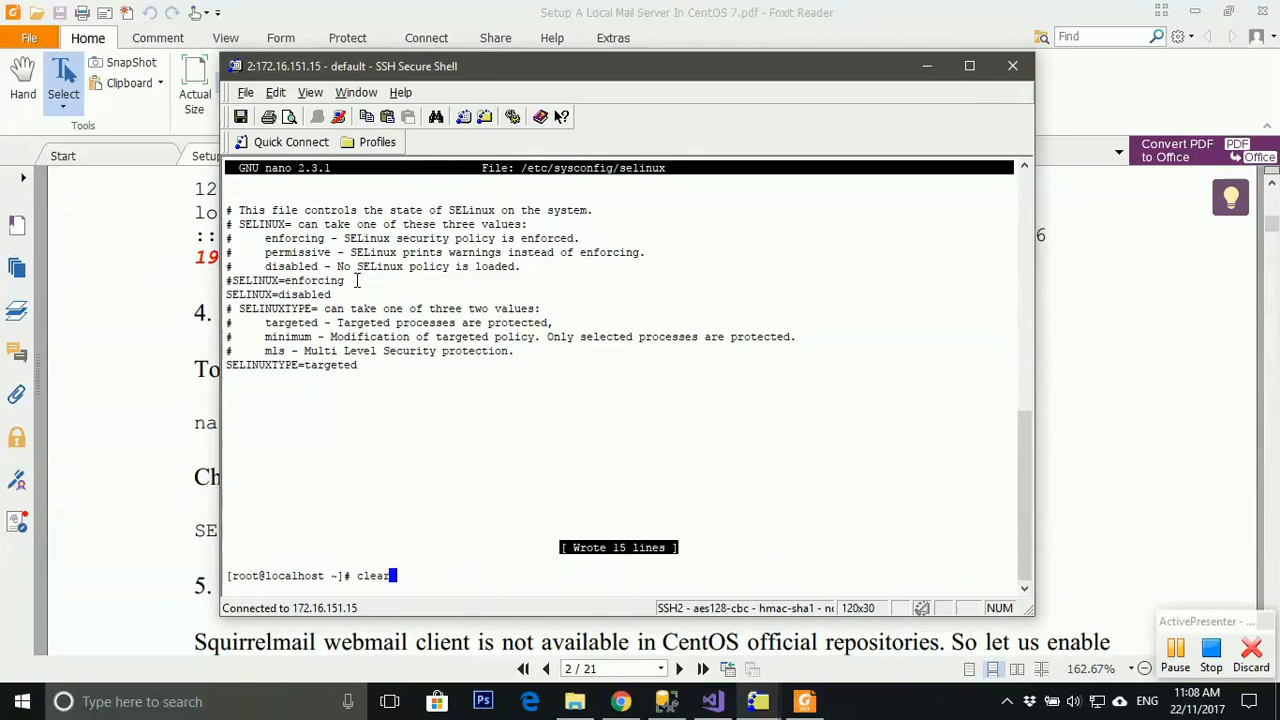 Setup A Local Mail Server In CentOS 7.pdf - Foxit Reader
File Home Comment View Form Protect Connect Share Help Extras
Find
Hand
Select
SnapShot
Clipboard
Actual
Size
Tools
Start
Setup
Convert PDF
to Office
PDF
Office
12
lo
::
6
19
4.
To
na
Ch
SE
5.
2:172.16.151.15 - default - SSH Secure Shell
File Edit View Window Help
Quick Connect Profiles
GNU nano 2.3.1 File: /etc/sysconfig/selinux
# This file controls the state of SELinux on the system.
# SELINUX= can take one of these three values:
# enforcing - SELinux security policy is enforced.
# permissive - SELinux prints warnings instead of enforcing.
# disabled - No SELinux policy is loaded.
#SELINUX=enforcing
SELINUX=disabled
# SELINUXTYPE= can take one of three two values:
# targeted - Targeted processes are protected,
# minimum - Modification of targeted policy. Only selected processes are protected.
# mls - Multi Level Security protection.
SELINUXTYPE=targeted
[ Wrote 15 lines ]
[root@localhost ~]# clear
Connected to 172.16.151.15
SSH2 - aes128-cbc - hmac-sha1 - nc
120x30
NUM
Squirrelmail webmail client is not available in CentOS official repositories. So let us enable
ActivePresenter - ...
Pause Stop Discard
2 / 21
162.67%
Type here to search
ENG
11:08 AM
22/11/2017